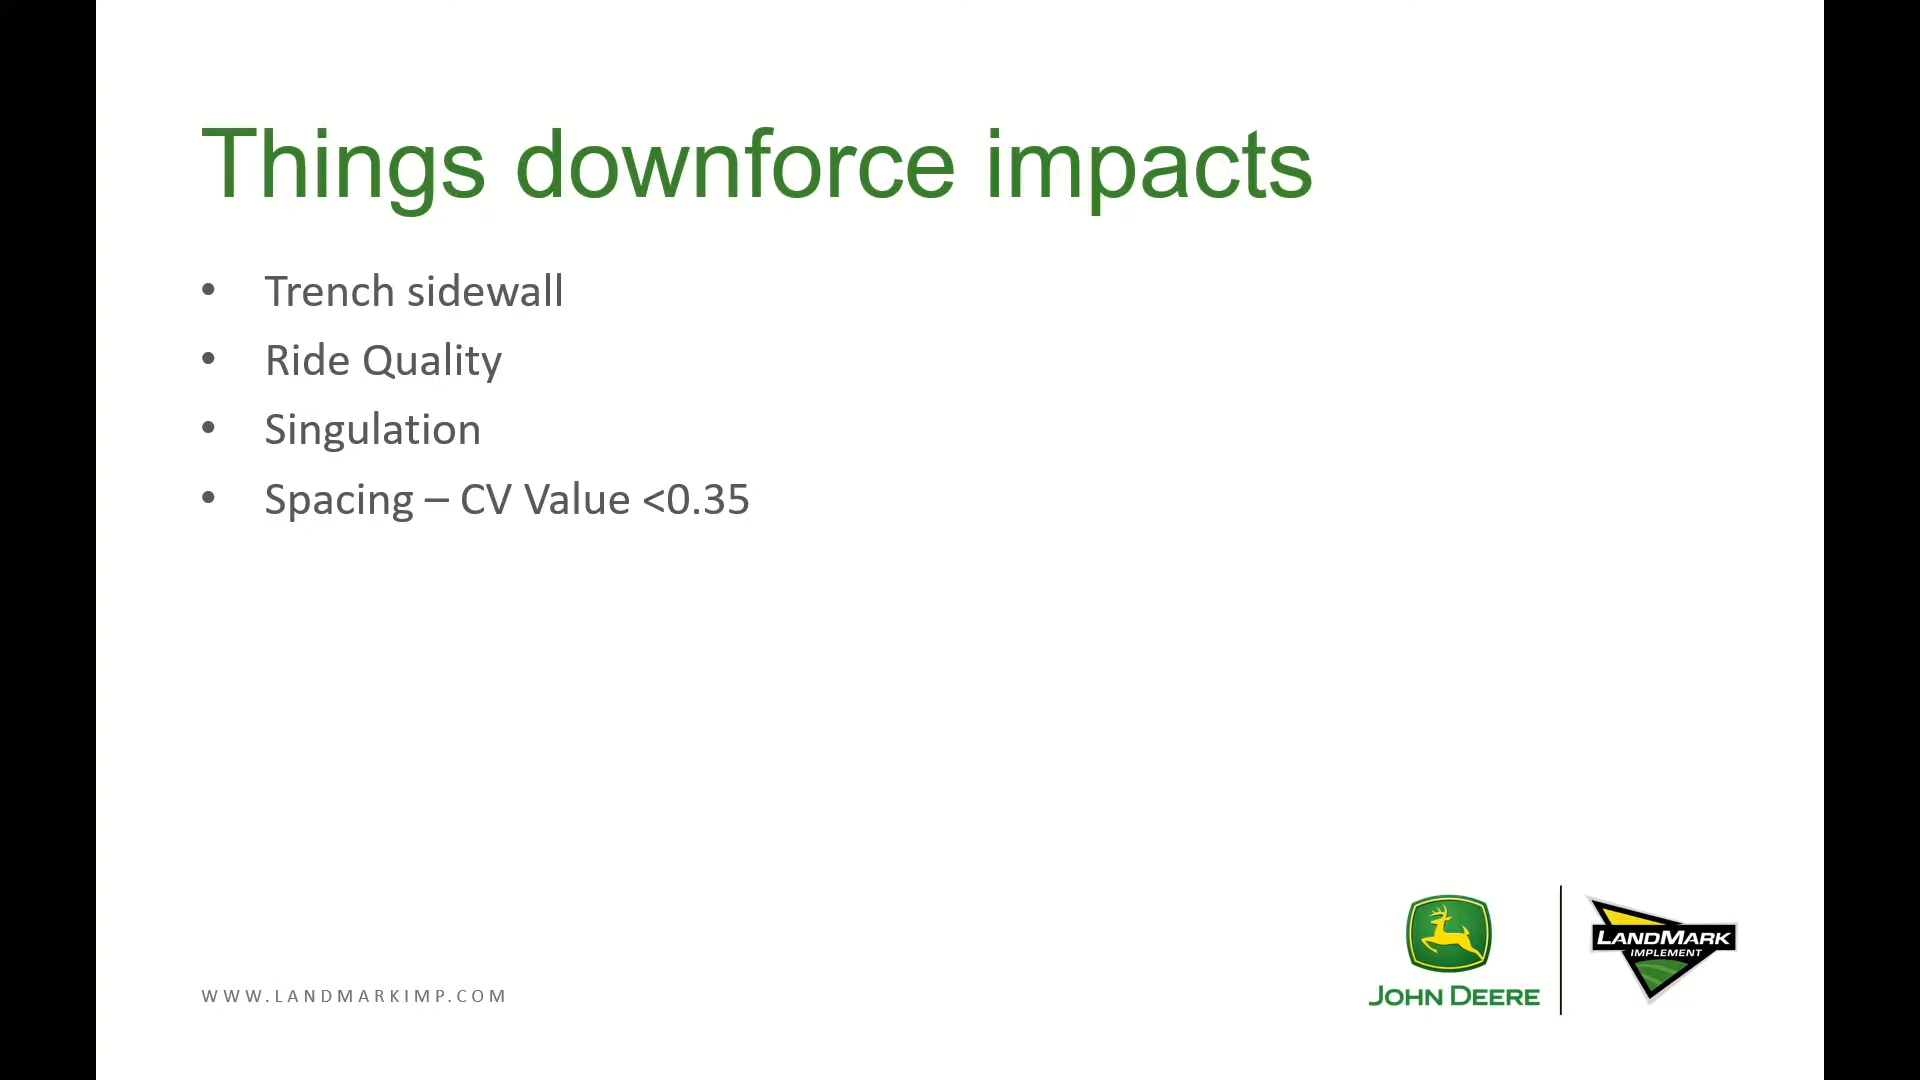 Things downforce impacts
• Trench sidewall
• Ride Quality
• Singulation
• Spacing – CV Value <0.35
WWW.LANDMARKIMP.COM
JOHN DEERE
LANDMARK
IMPLEMENT